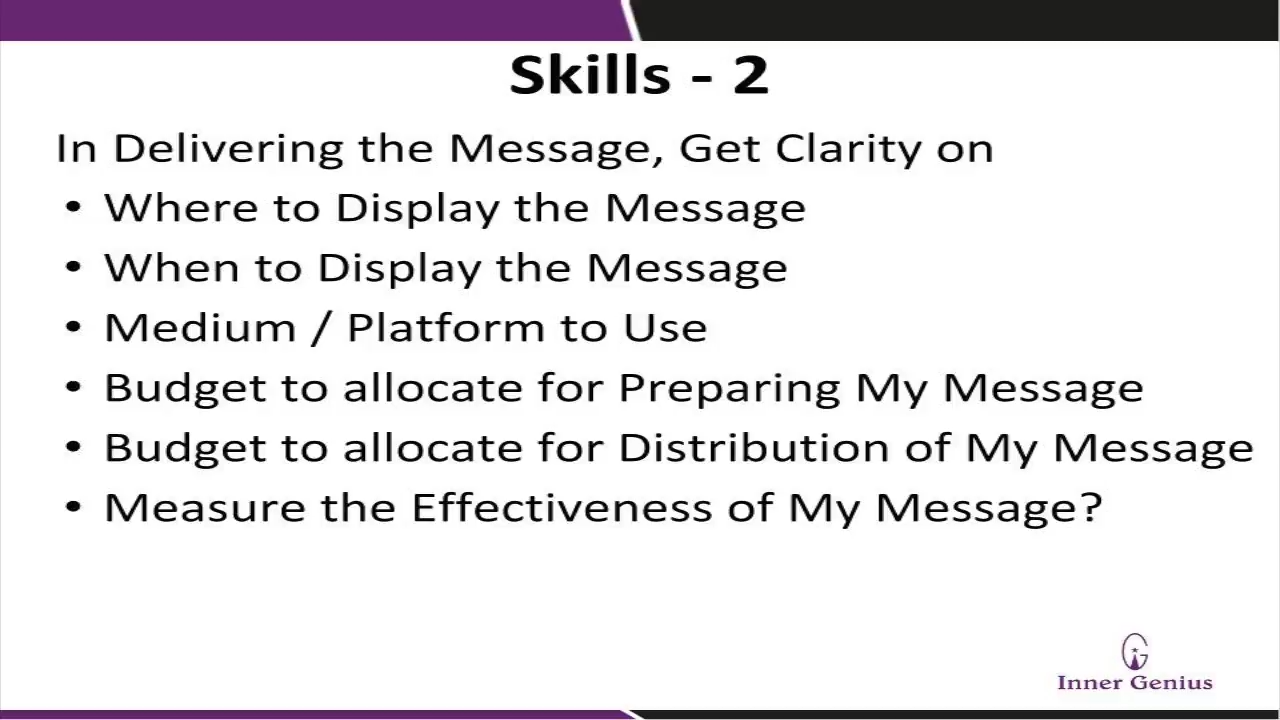 Skills - 2
In Delivering the Message, Get Clarity on
• Where to Display the Message
• When to Display the Message
• Medium / Platform to Use
• Budget to allocate for Preparing My Message
• Budget to allocate for Distribution of My Message
• Measure the Effectiveness of My Message?
Inner Genius